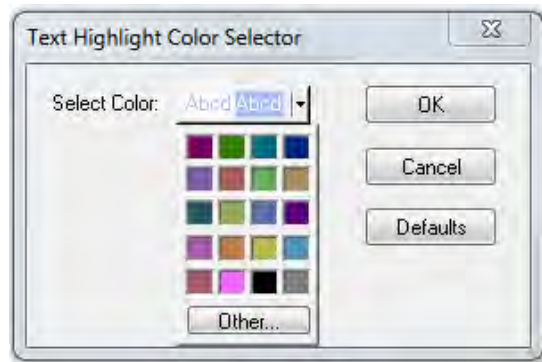 Text Highlight Color Selector
Select Color: Abcd Abcd OK
Cancel
Defaults
Other...